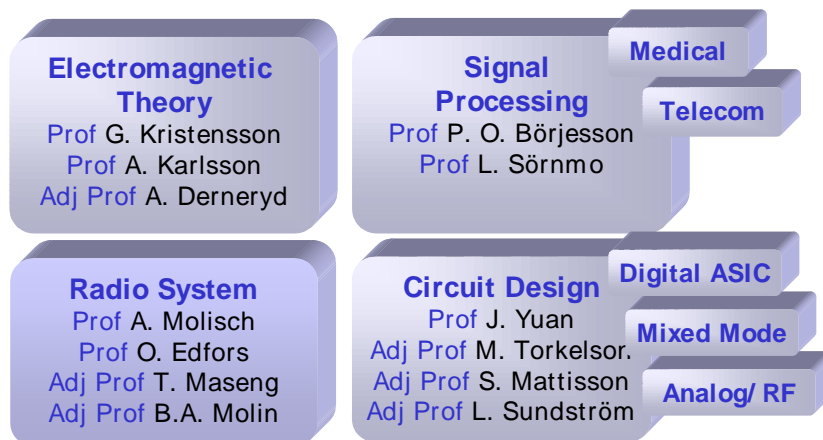 Electromagnetic
Theory
Prof G. Kristensson
Prof A. Karlsson
Adj Prof A. Derneryd
Signal
Processing
Prof P. O. Börjesson
Prof L. Sörnmo
Medical
Telecom
Radio System
Prof A. Molisch
Prof O. Edfors
Adj Prof T. Maseng
Adj Prof B.A. Molin
Circuit Design
Prof J. Yuan
Adj Prof M. Torkelson
Adj Prof S. Mattisson
Adj Prof L. Sundström
Digital ASIC
Mixed Mode
Analog/ RF